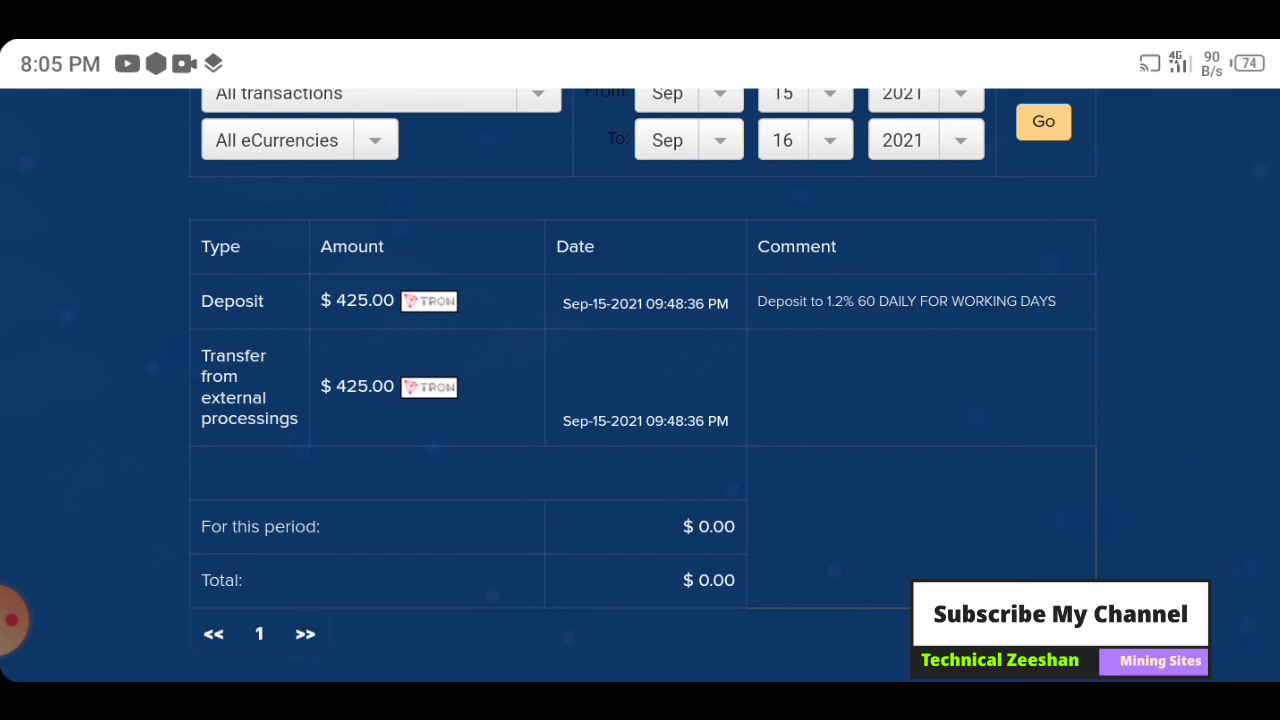 8:05 PM
4G
90
B/s
74
All transactions
From:
Sep
15
2021
All eCurrencies
To:
Sep
16
2021
Go
Type
Amount
Date
Comment
Deposit
$ 425.00
TRON
Sep-15-2021 09:48:36 PM
Deposit to 1.2% 60 DAILY FOR WORKING DAYS
Transfer
from
external
processings
$ 425.00
TRON
Sep-15-2021 09:48:36 PM
For this period:
$ 0.00
Total:
$ 0.00
<<
1
>>
Subscribe My Channel
Technical Zeeshan
Mining Sites